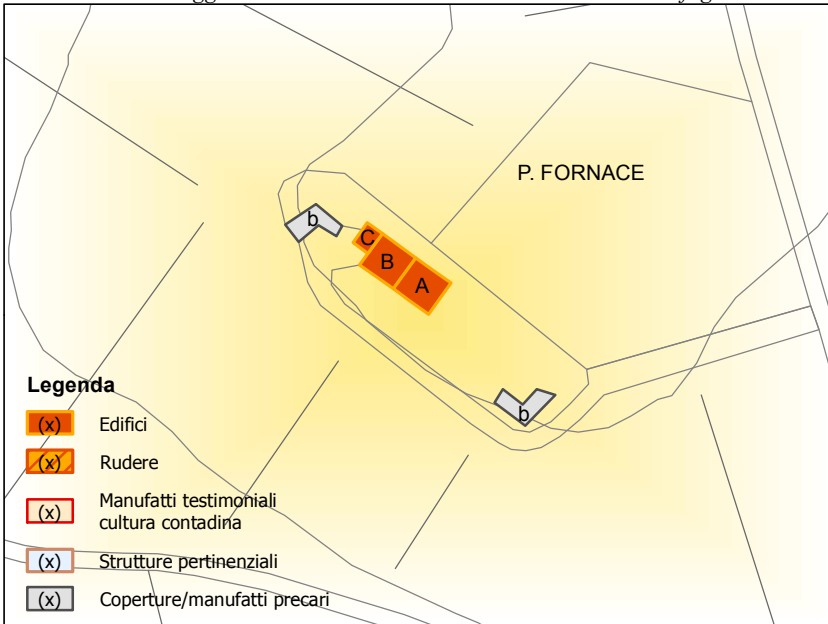 P. FORNACE
b
C
B
A
b
Legenda
(x) Edifici
(x) Rudere
(x) Manufatti testimoniali
cultura contadina
(x) Strutture pertinenziali
(x) Coperture/manufatti precari